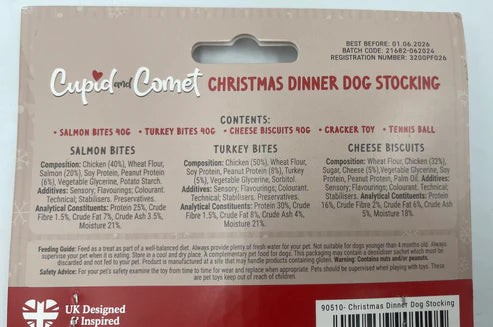 BEST BEFORE: 01.06.2026
BATCH CODE: 21682-062024
REGISTRATION NUMBER: 3200PF026
Cupid and Comet CHRISTMAS DINNER DOG STOCKING
CONTENTS:
• SALMON BITES 40G • TURKEY BITES 40G • CHEESE BISCUITS 40G • CRACKER TOY • TENNIS BALL
SALMON BITES
Composition: Chicken (40%), Wheat Flour,
Salmon (20%), Soy Protein, Peanut Protein
(6%), Vegetable Glycerine, Potato Starch.
Additives: Sensory; Flavourings; Colourant.
Technical; Stabilisers. Preservatives.
Analytical Constituents: Protein 25%, Crude
Fibre 1.5%, Crude Fat 7%, Crude Ash 3.5%,
Moisture 21%.
TURKEY BITES
Composition: Chicken (50%), Wheat Flour,
Soy Protein, Peanut Protein (8%), Turkey
(5%), Vegetable Glycerine, Sorbitol.
Additives: Sensory; Flavourings; Colourant.
Technical; Stabilisers. Preservatives.
Analytical Constituents: Protein 30%, Crude
Fibre 1.5%, Crude Fat 8%, Crude Ash 4%,
Moisture 21%.
CHEESE BISCUITS
Composition: Wheat Flour, Chicken (32%),
Sugar, Cheese (5%),Vegetable Glycerine, Soy
Protein, Peanut Protein, Palm Oil. Additives:
Sensory; Flavourings; Colourant. Technical;
Stabilisers. Analytical Constituents: Protein
16%, Crude Fibre 2%, Crude Fat 6%, Crude Ash
5%, Moisture 18%.
Feeding Guide: Feed as a treat as part of a well-balanced diet. Always provide plenty of fresh water for your pet. Not suitable for dogs younger than 4 months old. Always
supervise your pet when it is eating. Store in a cool and dry place. A complementary pet food for dogs. This packaging may contain a deoxidiser sachet which must be
discarded and not fed to your pet. Product is manufactured at a site that may handle products containing gluten. Warning: Contains nuts and/or peanuts.
Safety Advice: For your pet's safety examine the toy from time to time for wear and replace when appropriate. Pets should be supervised when playing with toys. These
are pet toys keep out of reach of children.
UK Designed
& Inspired
90510- Christmas Dinner Dog Stocking